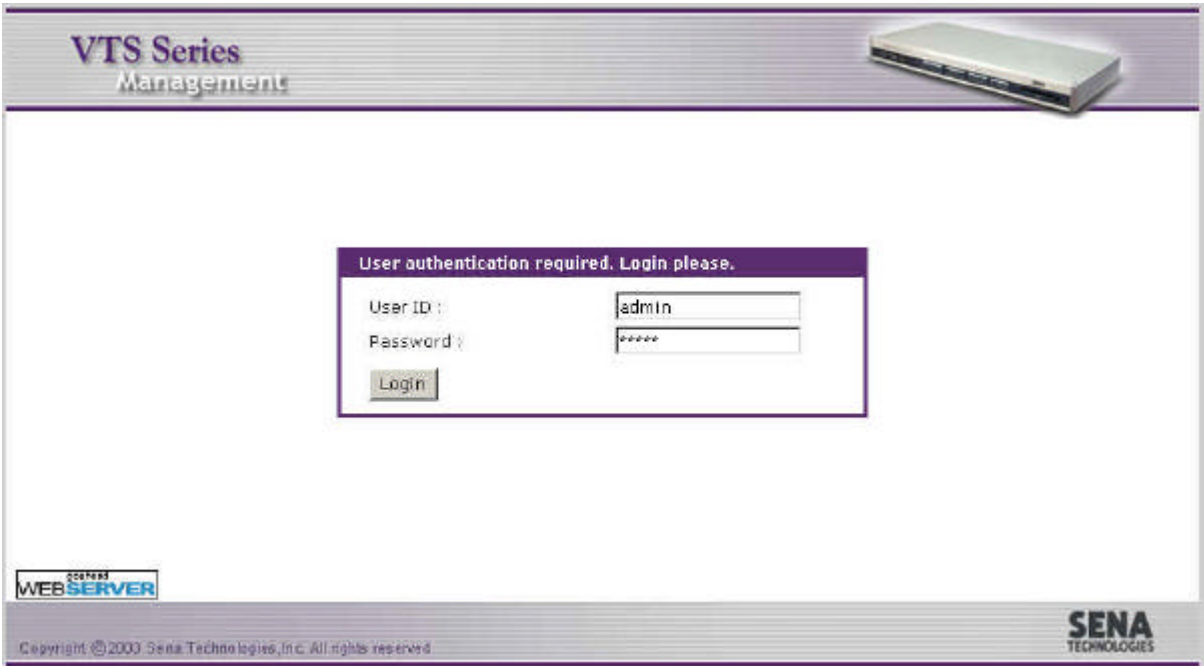 VTS Series
Management
User authentication required. Login please.
User ID : admin
Password : *****
Login
goahead
WEBSERVER
Copyright ©2003 Sena Technologies,Inc. All rights reserved
SENA
TECHNOLOGIES